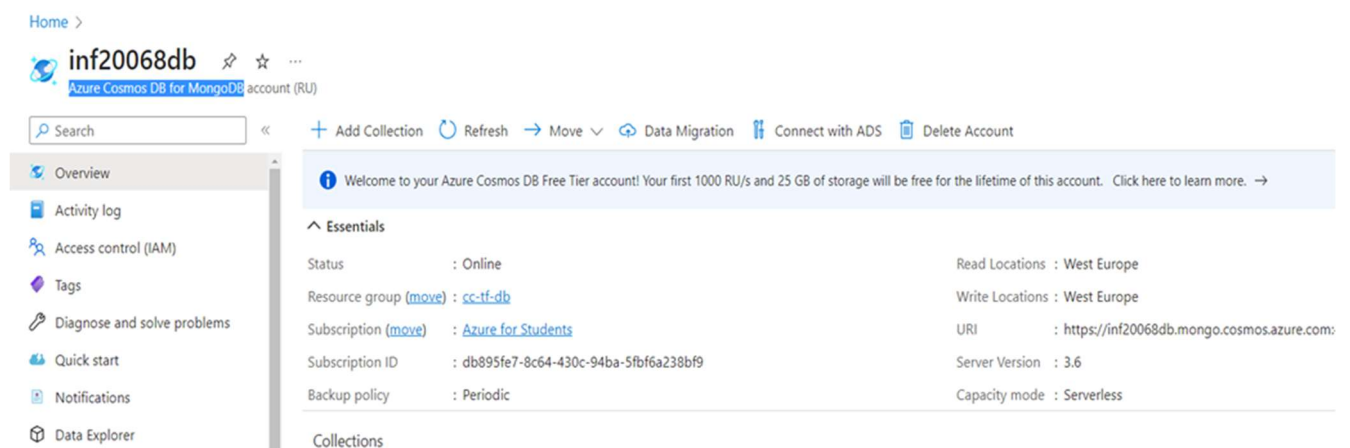 Home >
inf20068db ...
Azure Cosmos DB for MongoDB account (RU)
Search «
Overview
Activity log
Access control (IAM)
Tags
Diagnose and solve problems
Quick start
Notifications
Data Explorer
+ Add Collection Refresh → Move Data Migration Connect with ADS Delete Account
Welcome to your Azure Cosmos DB Free Tier account! Your first 1000 RU/s and 25 GB of storage will be free for the lifetime of this account. Click here to learn more. →
Essentials
Status : Online
Resource group (move) : cc-tf-db
Subscription (move) : Azure for Students
Subscription ID : db895fe7-8c64-430c-94ba-5fbf6a238bf9
Backup policy : Periodic
Read Locations : West Europe
Write Locations : West Europe
URI : https://inf20068db.mongo.cosmos.azure.com:
Server Version : 3.6
Capacity mode : Serverless
Collections